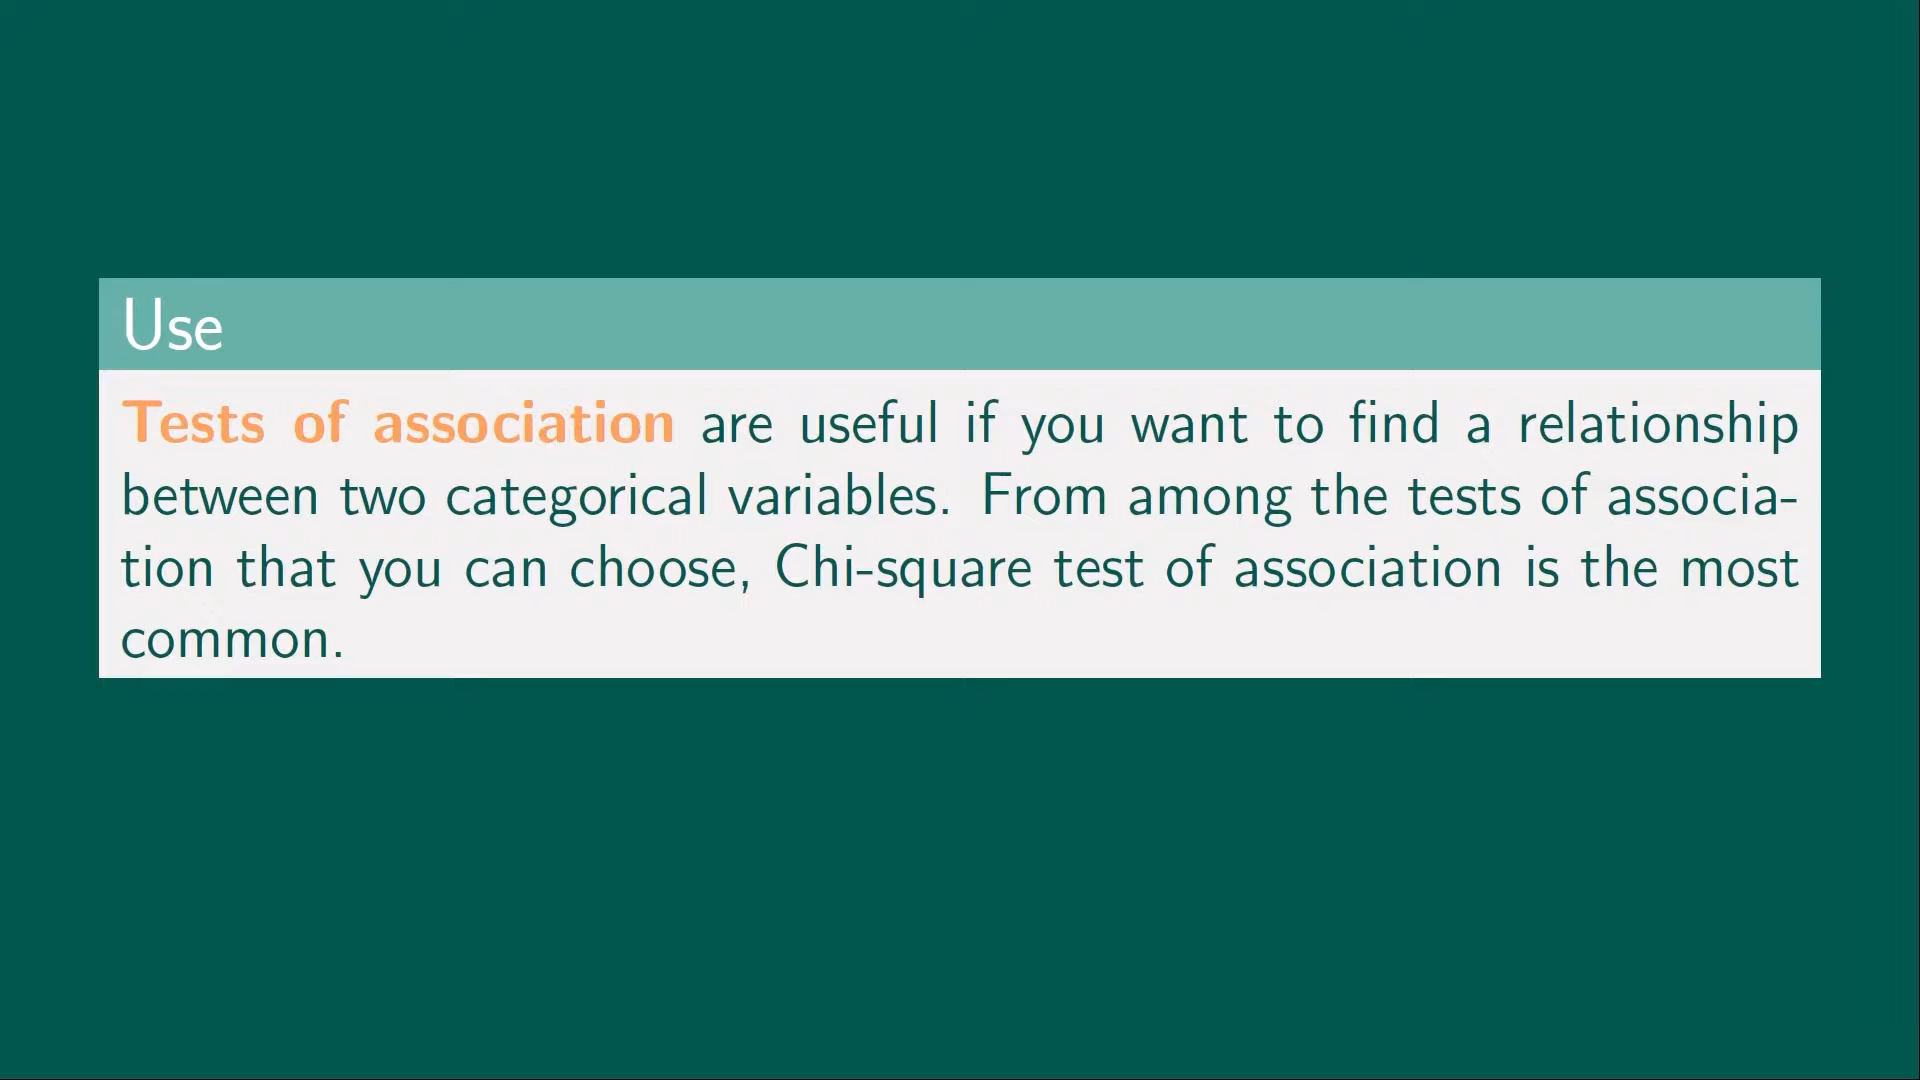 Use
Tests of association are useful if you want to find a relationship
between two categorical variables. From among the tests of associa-
tion that you can choose, Chi-square test of association is the most
common.